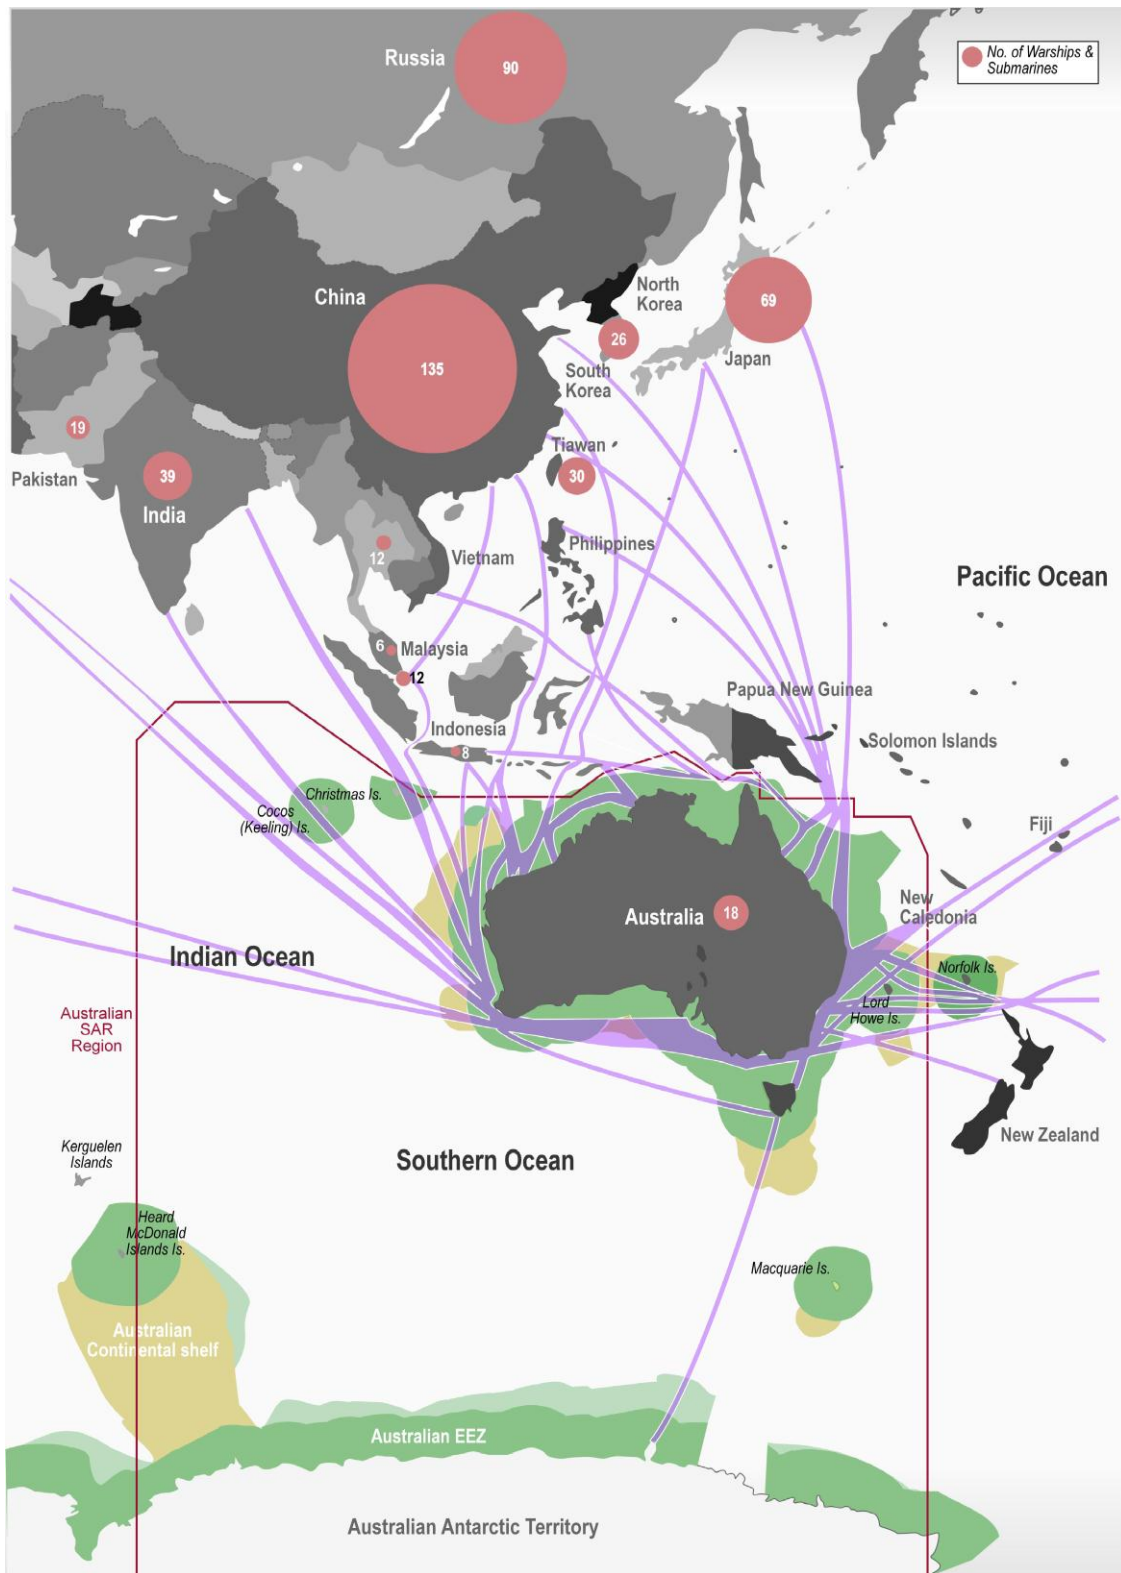 Russia
90
No. of Warships &
Submarines
China
135
North
Korea
26
South
Korea
69
Japan
19
Pakistan
39
India
Tiawan
30
12
Vietnam
Philippines
Pacific Ocean
6
Malaysia
12
Indonesia
8
Papua New Guinea
Solomon Islands
Christmas Is.
Cocos
(Keeling) Is.
Fiji
Australia
18
New
Caledonia
Indian Ocean
Norfolk Is.
Lord
Howe Is.
Australian
SAR
Region
New Zealand
Kerguelen
Islands
Southern Ocean
Heard
McDonald
Islands Is.
Macquarie Is.
Australian
Continental shelf
Australian EEZ
Australian Antarctic Territory